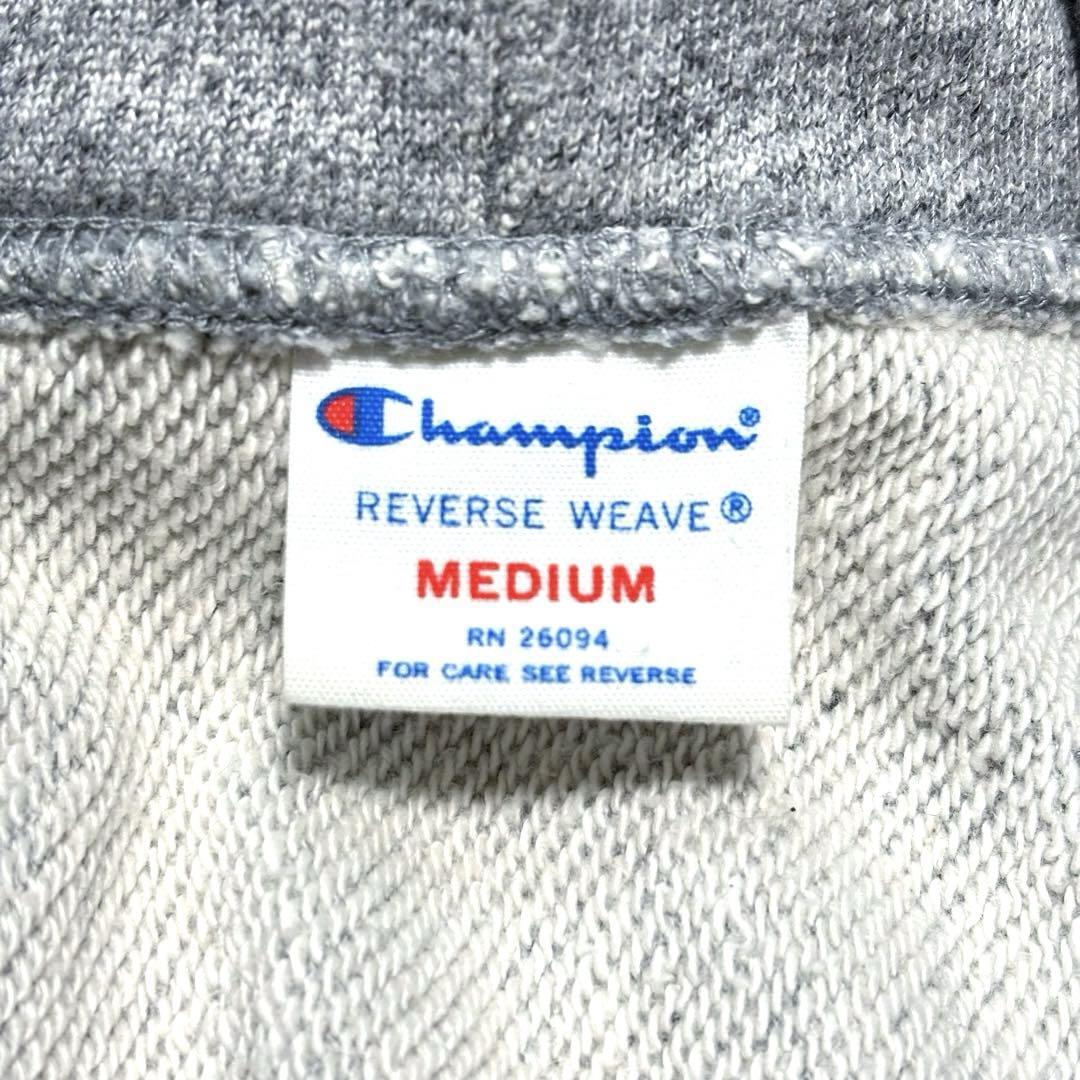 Champion®
REVERSE WEAVE®
MEDIUM
RN 26094
FOR CARE SEE REVERSE